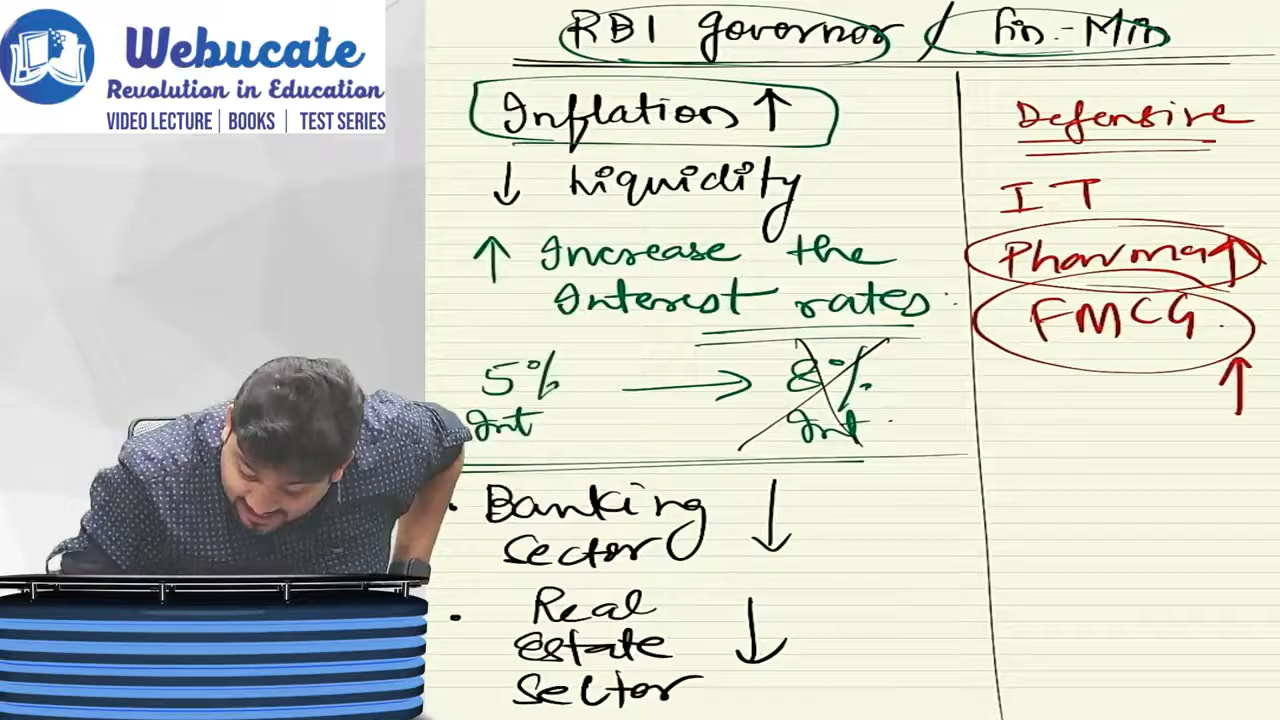 Webucate
Revolution in Education
VIDEO LECTURE | BOOKS | TEST SERIES
RBI governor / Fin.-Min
Inflation ↑
↓ Liquidity
↑ Increase the
Interest rates
5% → 8%
Int Int
• Banking ↓
Sector
• Real ↓
Estate
Sector
Defensive
IT
Pharma ↑
FMCG
↑